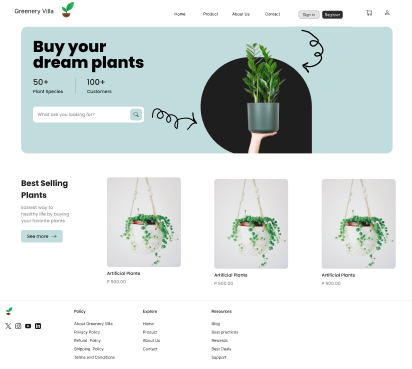 Greenery Villa
Home Product About Us Contact Sign in Register
Buy your
dream plants
50+ 100+
Plant Species Customers
What are you looking for?
Best Selling
Plants
Easiest way to
healthy life by buying
your favorite plants
See more →
Artificial Plants
P 500.00
Artificial Plants
P 500.00
Artificial Plants
P 500.00
Policy
About Greenery Villa
Privacy Policy
Refund Policy
Shipping Policy
Terms and Conditions
Explore
Home
Product
About Us
Contact
Resources
Blog
Best practices
Rewards
Best Deals
Support